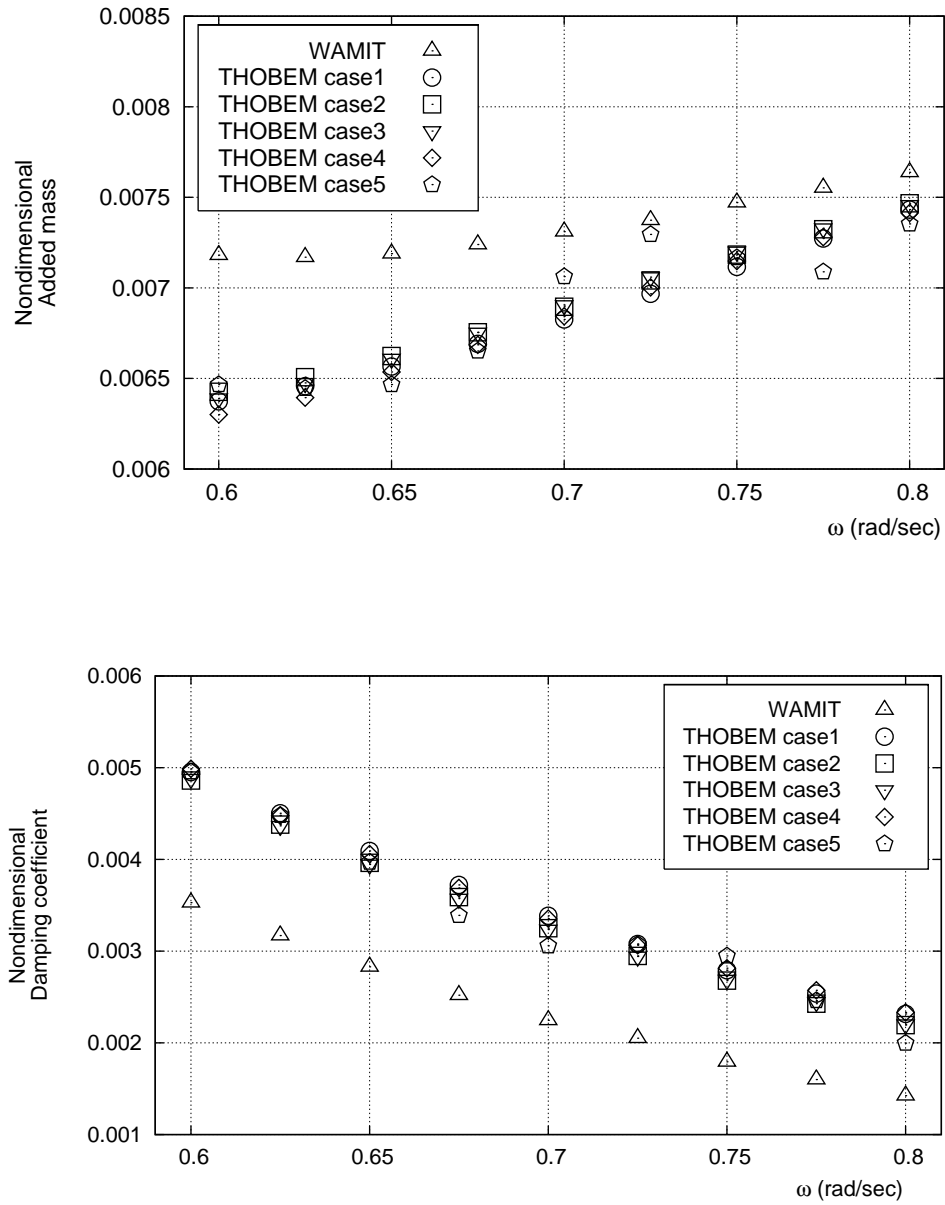 0.0085
0.008
0.0075
0.007
0.0065
0.006
Nondimensional
Added mass
WAMIT
THOBEM case1
THOBEM case2
THOBEM case3
THOBEM case4
THOBEM case5
0.6 0.65 0.7 0.75 0.8
ω (rad/sec)
0.006
0.005
0.004
0.003
0.002
0.001
Nondimensional
Damping coefficient
WAMIT
THOBEM case1
THOBEM case2
THOBEM case3
THOBEM case4
THOBEM case5
0.6 0.65 0.7 0.75 0.8
ω (rad/sec)